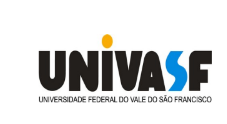 UNIVASF
UNIVERSIDADE FEDERAL DO VALE DO SÃO FRANCISCO